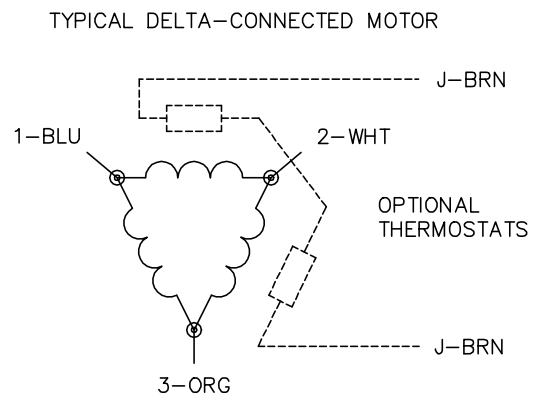 TYPICAL DELTA-CONNECTED MOTOR
J-BRN
1-BLU
2-WHT
OPTIONAL
THERMOSTATS
J-BRN
3-ORG